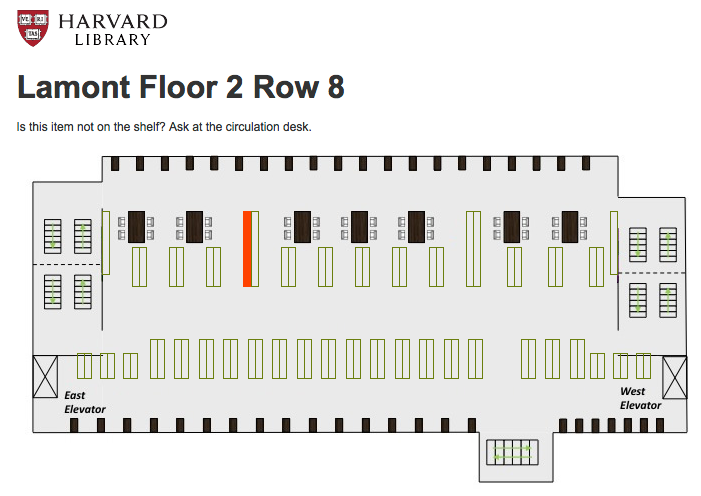 VE RI
TAS
HARVARD
LIBRARY
Lamont Floor 2 Row 8
Is this item not on the shelf? Ask at the circulation desk.
East
Elevator
West
Elevator